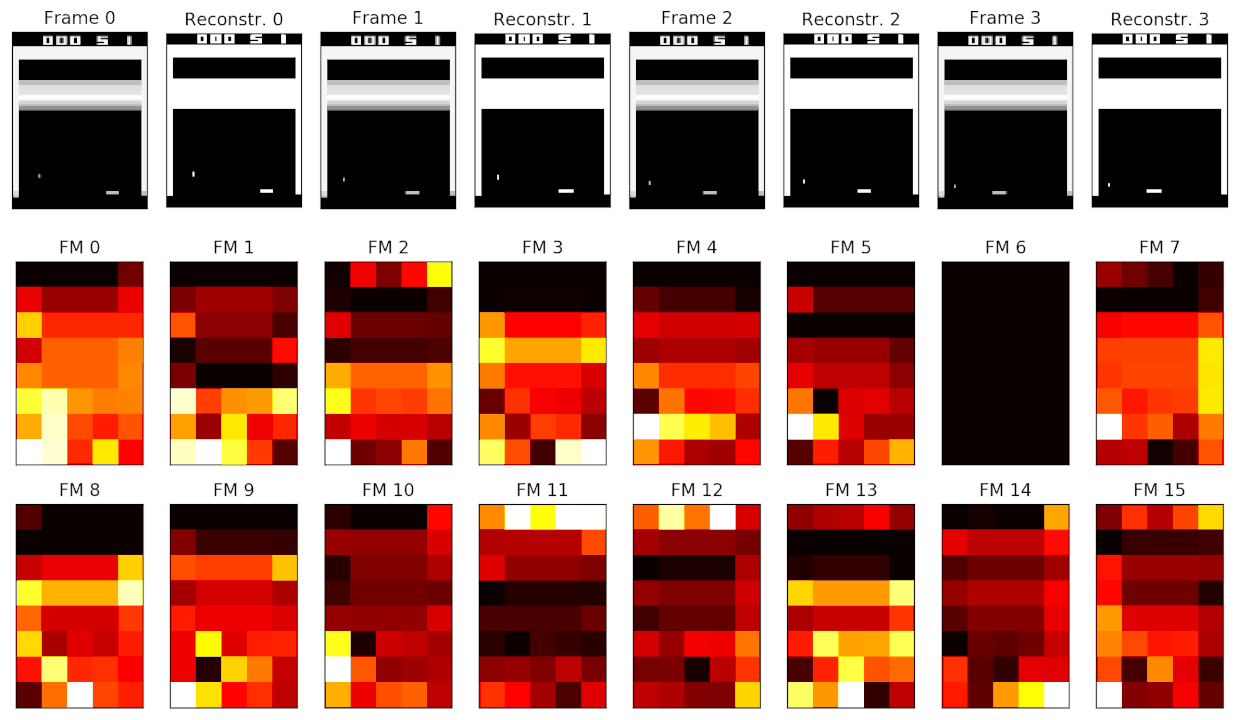 Frame 0 Reconstr. 0 Frame 1 Reconstr. 1 Frame 2 Reconstr. 2 Frame 3 Reconstr. 3
000 5 1 000 5 1 000 5 1 000 5 1 000 5 1 000 5 1 000 5 1 000 5 1
FM 0 FM 1 FM 2 FM 3 FM 4 FM 5 FM 6 FM 7
FM 8 FM 9 FM 10 FM 11 FM 12 FM 13 FM 14 FM 15